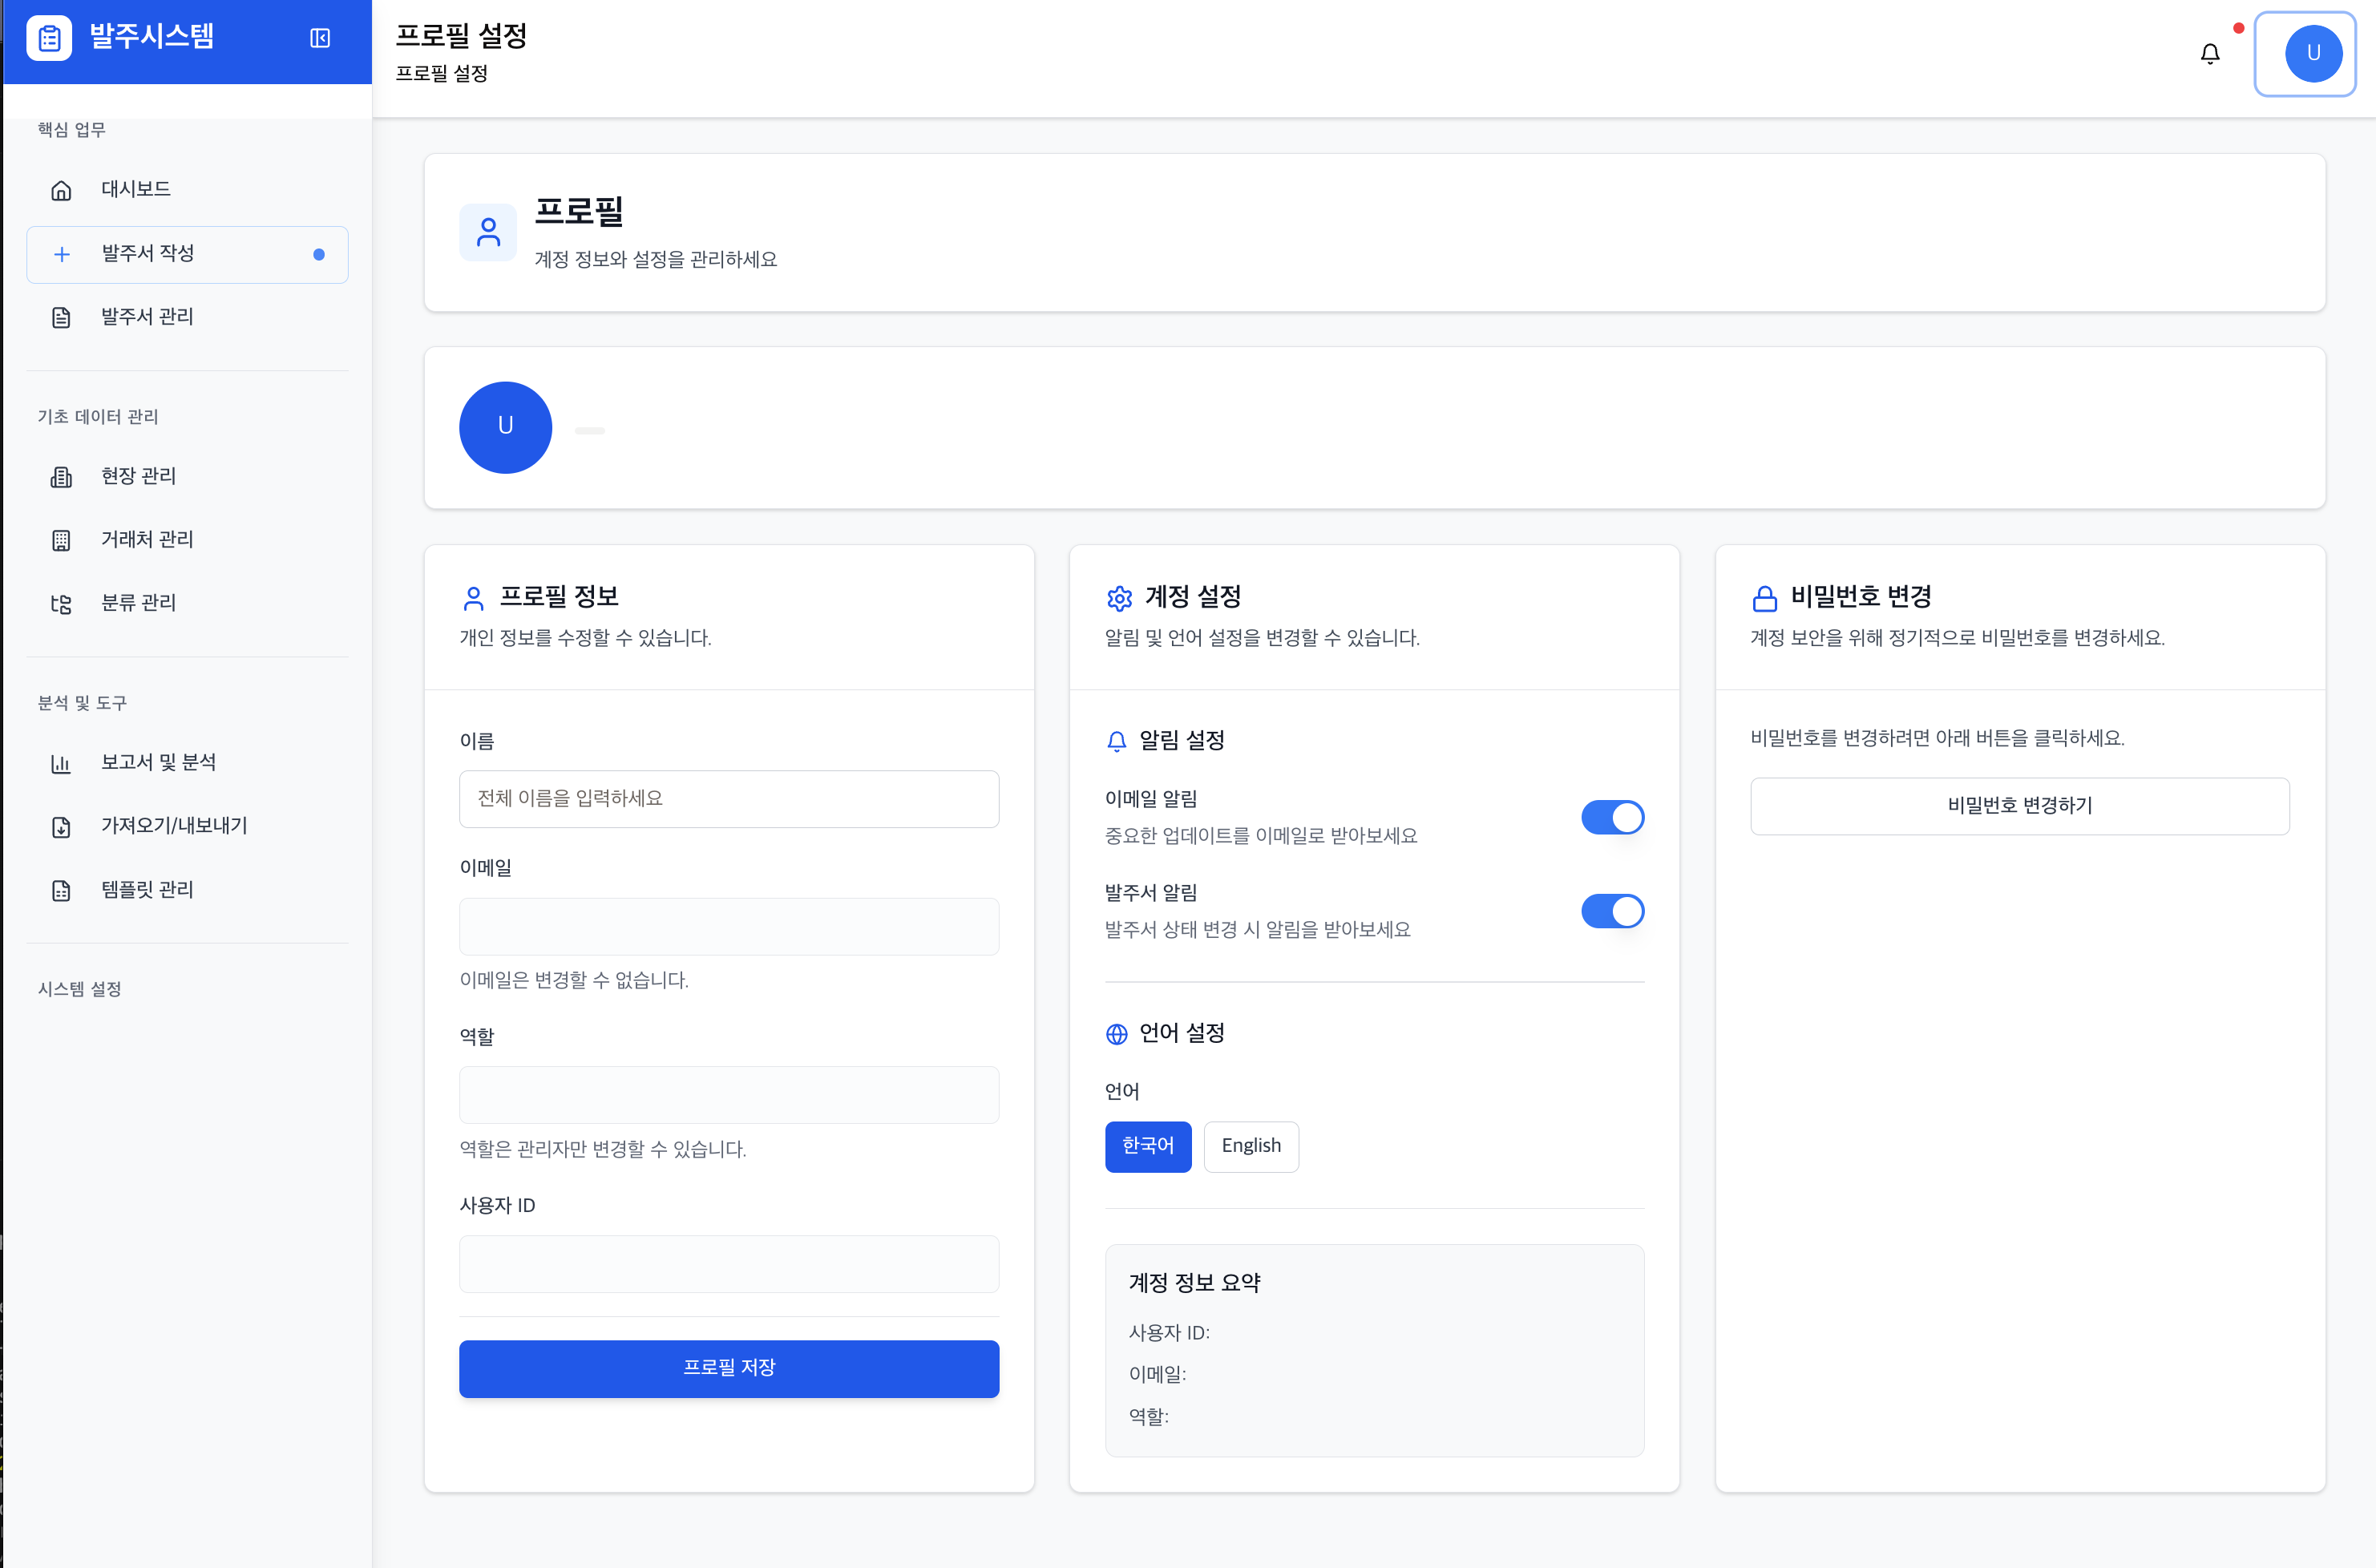 발주시스템
프로필 설정
프로필 설정
U
핵심 업무
대시보드
발주서 작성
발주서 관리
기초 데이터 관리
현장 관리
거래처 관리
분류 관리
분석 및 도구
보고서 및 분석
가져오기/내보내기
템플릿 관리
시스템 설정
프로필
계정 정보와 설정을 관리하세요
U
프로필 정보
개인 정보를 수정할 수 있습니다.
이름
전체 이름을 입력하세요
이메일
이메일은 변경할 수 없습니다.
역할
역할은 관리자만 변경할 수 있습니다.
사용자 ID
프로필 저장
계정 설정
알림 및 언어 설정을 변경할 수 있습니다.
알림 설정
이메일 알림
중요한 업데이트를 이메일로 받아보세요
발주서 알림
발주서 상태 변경 시 알림을 받아보세요
언어 설정
언어
한국어
English
계정 정보 요약
사용자 ID:
이메일:
역할:
비밀번호 변경
계정 보안을 위해 정기적으로 비밀번호를 변경하세요.
비밀번호를 변경하려면 아래 버튼을 클릭하세요.
비밀번호 변경하기